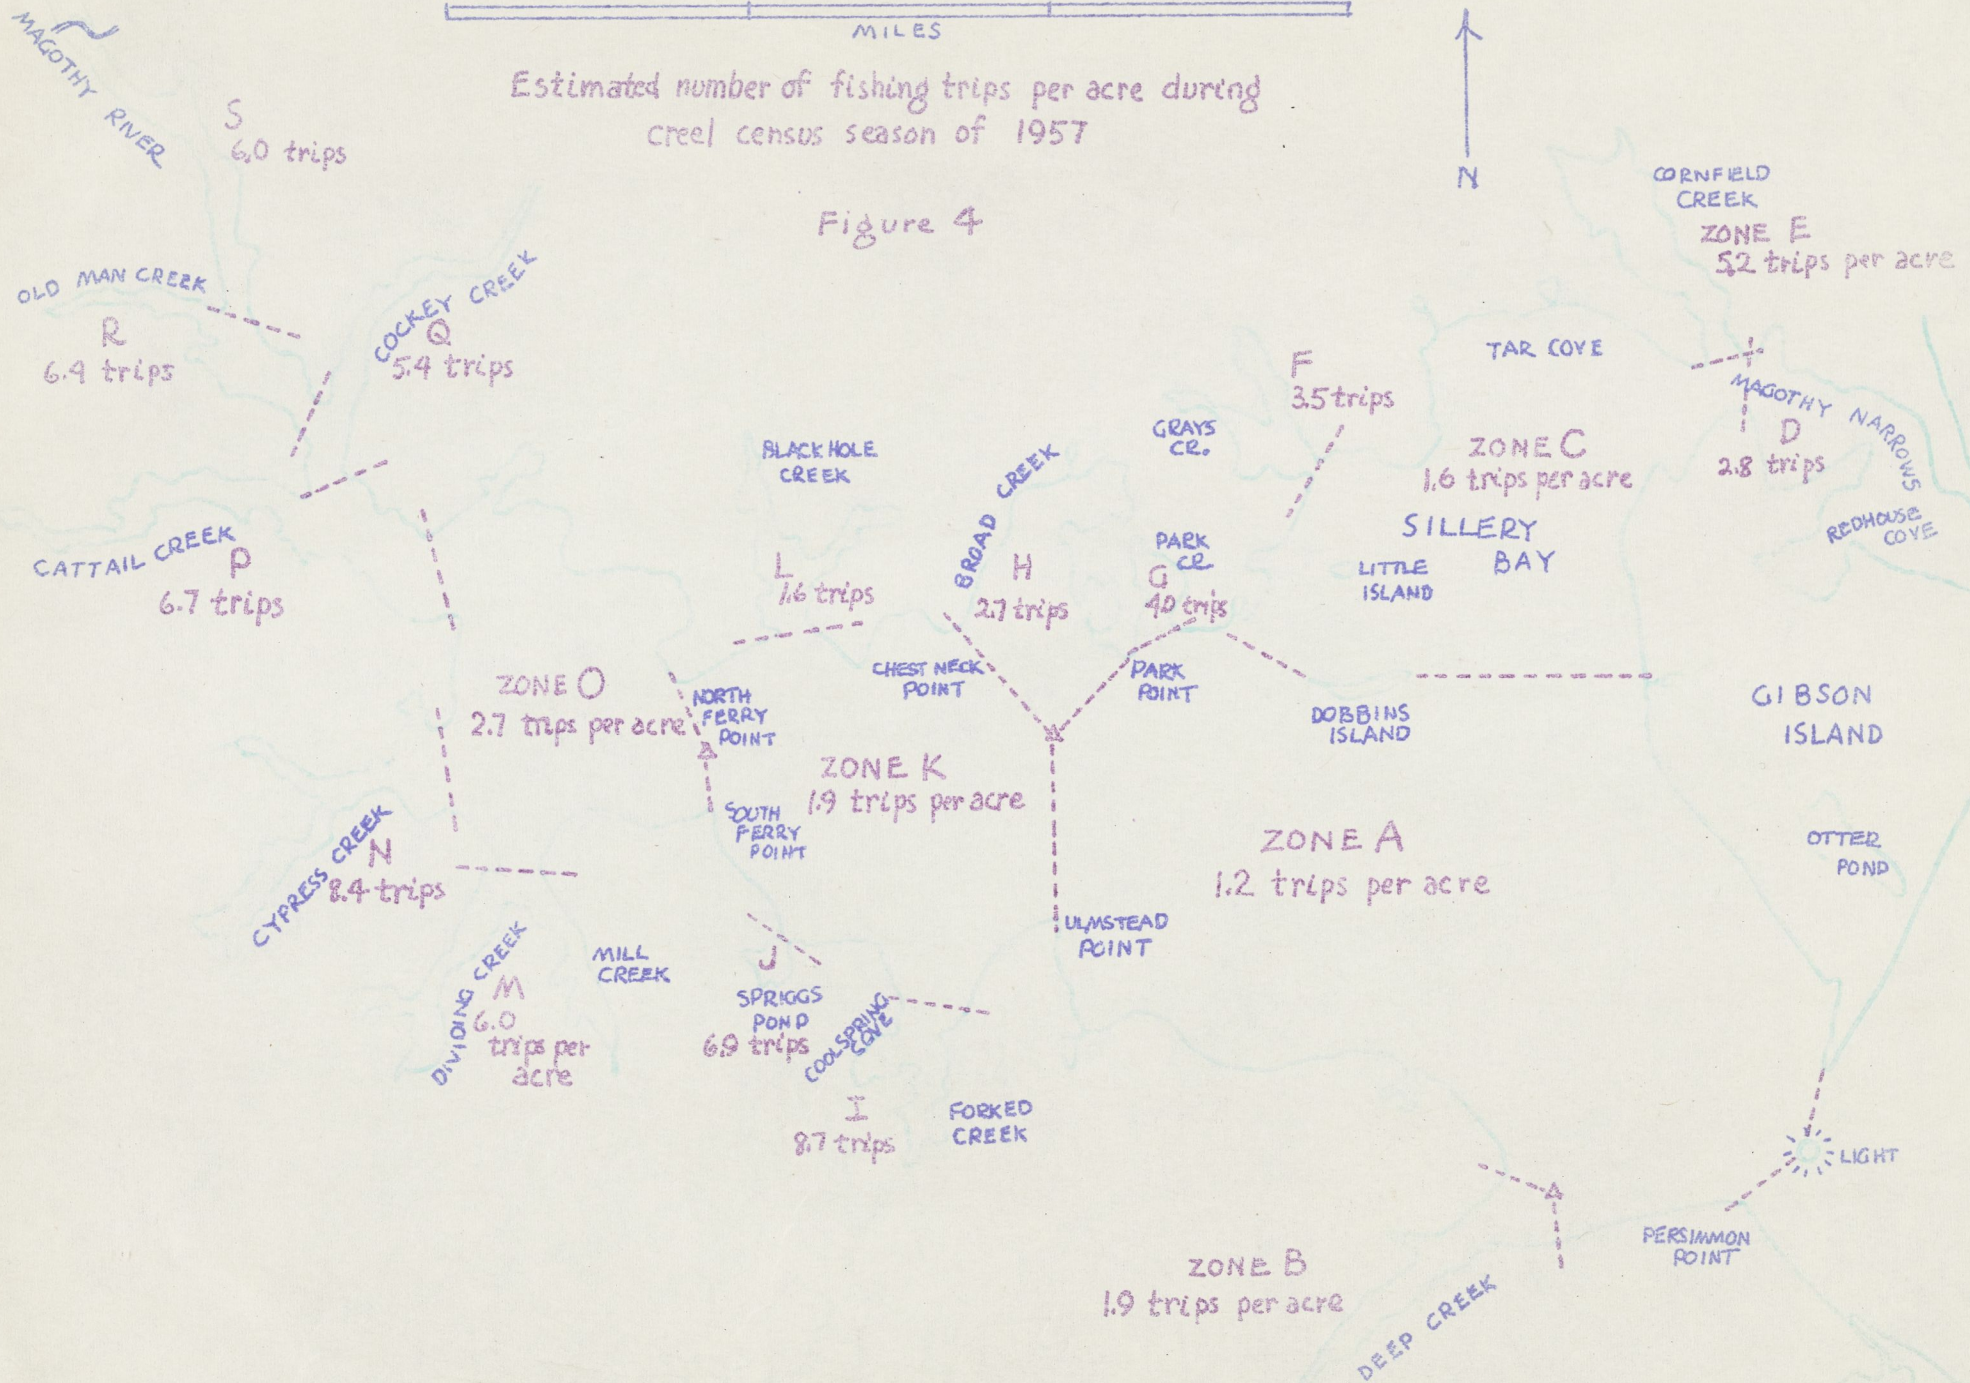 MILES
Estimated number of fishing trips per acre during
creel census season of 1957
Figure 4
N
MAGOTHY RIVER
S
6.0 trips
CORNFIELD
CREEK
ZONE E
5.2 trips per acre
OLD MAN CREEK
R
6.4 trips
COCKEY CREEK
Q
5.4 trips
TAR COVE
F
3.5 trips
MAGOTHY NARROWS
D
2.8 trips
ZONE C
1.6 trips per acre
GRAYS
CR.
BLACKHOLE
CREEK
BROAD CREEK
SILLERY
BAY
REDHOUSE
COVE
CATTAIL CREEK
P
6.7 trips
L
1.6 trips
H
2.7 trips
PARK
CR
G
4.0 trips
LITTLE
ISLAND
CHEST NECK
POINT
PARK
POINT
ZONE O
2.7 trips per acre
NORTH
FERRY
POINT
DOBBINS
ISLAND
GIBSON
ISLAND
ZONE K
1.9 trips per acre
SOUTH
FERRY
POINT
ZONE A
1.2 trips per acre
OTTER
POND
CYPRESS CREEK
N
8.4 trips
ULMSTEAD
POINT
DIVIDING CREEK
M
6.0
trips per
acre
MILL
CREEK
J
SPRIGGS
POND
6.9 trips
COOLSPRING
COVE
I
8.7 trips
FORKED
CREEK
LIGHT
PERSIMMON
POINT
ZONE B
1.9 trips per acre
DEEP CREEK